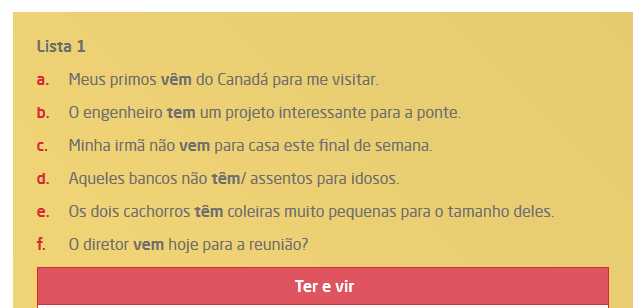 Lista 1
a. Meus primos vêm do Canadá para me visitar.
b. O engenheiro tem um projeto interessante para a ponte.
c. Minha irmã não vem para casa este final de semana.
d. Aqueles bancos não têm/ assentos para idosos.
e. Os dois cachorros têm coleiras muito pequenas para o tamanho deles.
f. O diretor vem hoje para a reunião?
Ter e vir